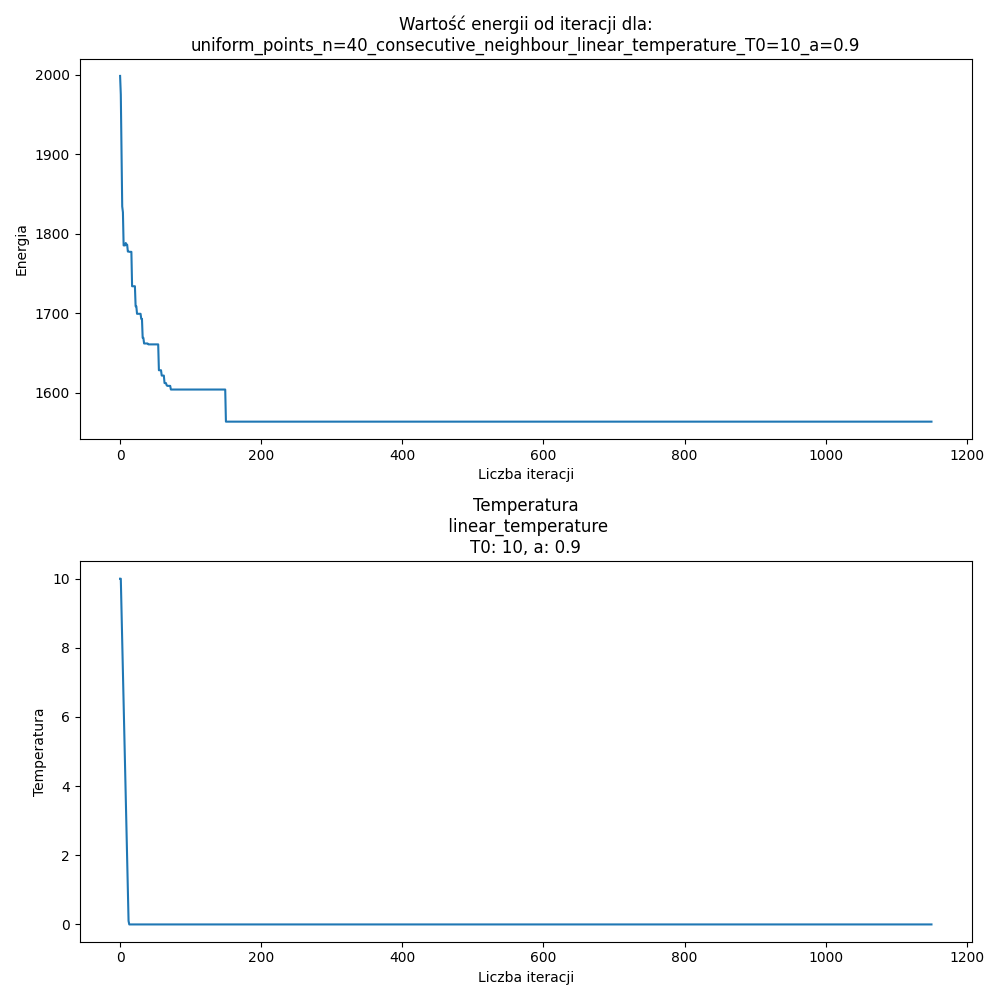 Wartość energii od iteracji dla:
uniform_points_n=40_consecutive_neighbour_linear_temperature_T0=10_a=0.9
2000
1900
1800
1700
1600
Energia
0 200 400 600 800 1000 1200
Liczba iteracji
Temperatura
linear_temperature
T0: 10, a: 0.9
10
8
6
4
2
0
Temperatura
0 200 400 600 800 1000 1200
Liczba iteracji